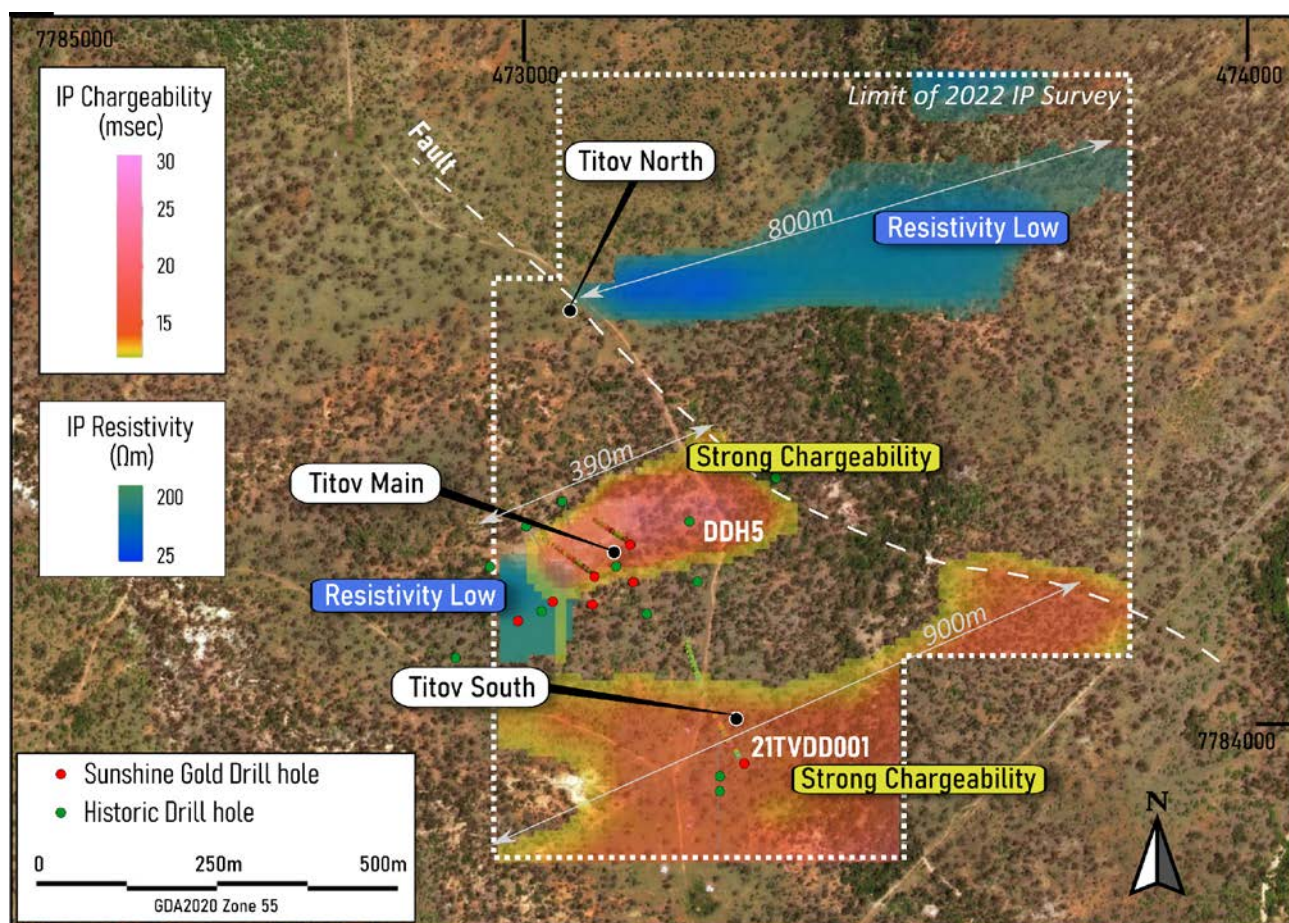 7785000
473000
474000
IP Chargeability
(msec)
30
25
20
15
IP Resistivity
(Ωm)
200
25
Limit of 2022 IP Survey
Fault
Titov North
800m
Resistivity Low
390m
Strong Chargeability
Titov Main
DDH5
Resistivity Low
900m
Titov South
21TVDD001
7784000
Strong Chargeability
Sunshine Gold Drill hole
Historic Drill hole
0 250m 500m
GDA2020 Zone 55
N